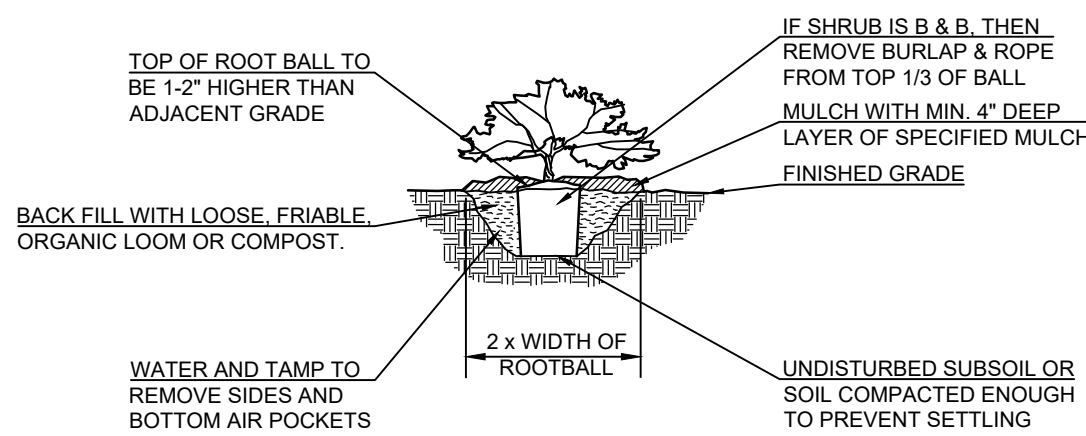 TOP OF ROOT BALL TO
BE 1-2" HIGHER THAN
ADJACENT GRADE
IF SHRUB IS B & B, THEN
REMOVE BURLAP & ROPE
FROM TOP 1/3 OF BALL
MULCH WITH MIN. 4" DEEP
LAYER OF SPECIFIED MULCH
FINISHED GRADE
BACK FILL WITH LOOSE, FRIABLE,
ORGANIC LOOM OR COMPOST.
2 x WIDTH OF
ROOTBALL
WATER AND TAMP TO
REMOVE SIDES AND
BOTTOM AIR POCKETS
UNDISTURBED SUBSOIL OR
SOIL COMPACTED ENOUGH
TO PREVENT SETTLING